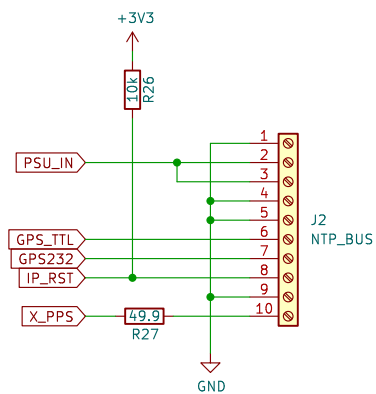 +3V3
10k
R26
1
PSU_IN
2
3
4
5
J2
GPS_TTL
6
NTP_BUS
GPS232
7
IP_RST
8
9
X_PPS
49.9
10
R27
GND